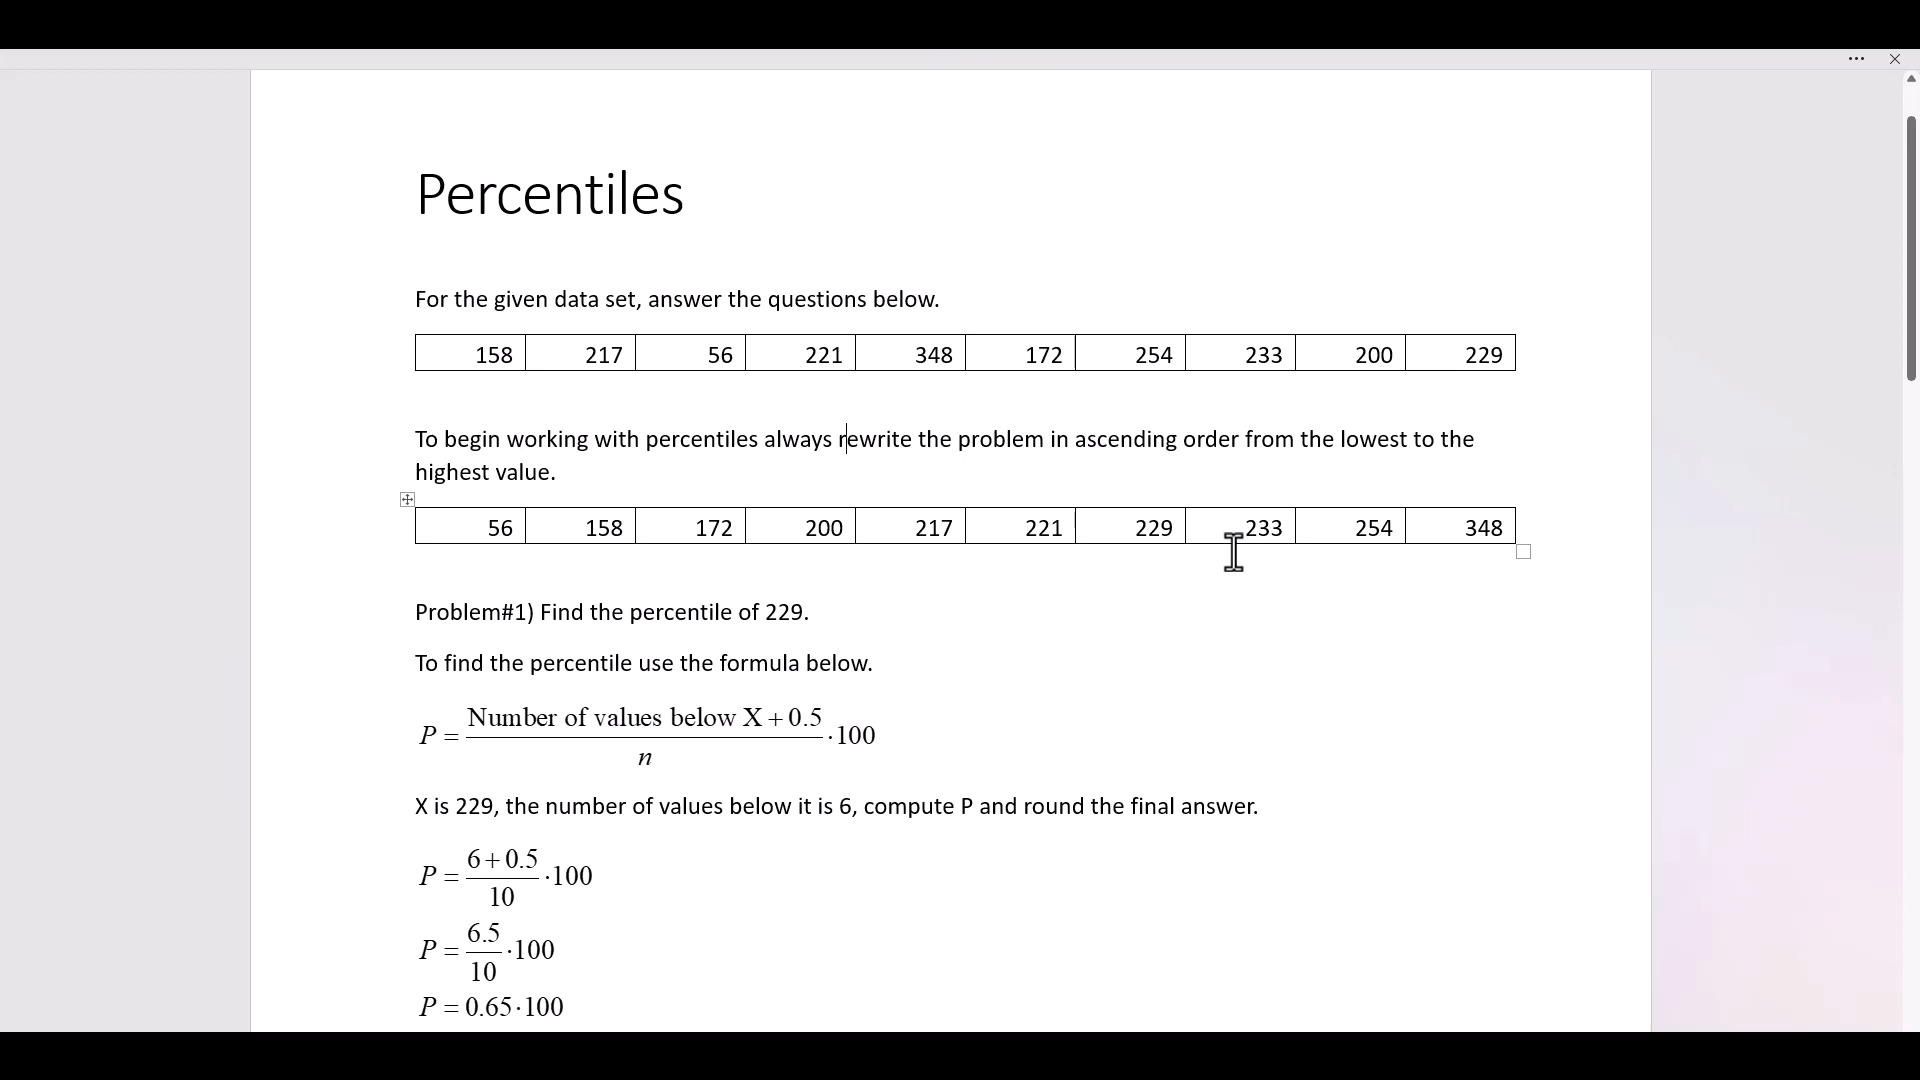 Percentiles
For the given data set, answer the questions below.
158 217 56 221 348 172 254 233 200 229
To begin working with percentiles always rewrite the problem in ascending order from the lowest to the
highest value.
56 158 172 200 217 221 229 233 254 348
Problem#1) Find the percentile of 229.
To find the percentile use the formula below.
P = (Number of values below X + 0.5) / n · 100
X is 229, the number of values below it is 6, compute P and round the final answer.
P = (6 + 0.5) / 10 · 100
P = 6.5 / 10 · 100
P = 0.65 · 100